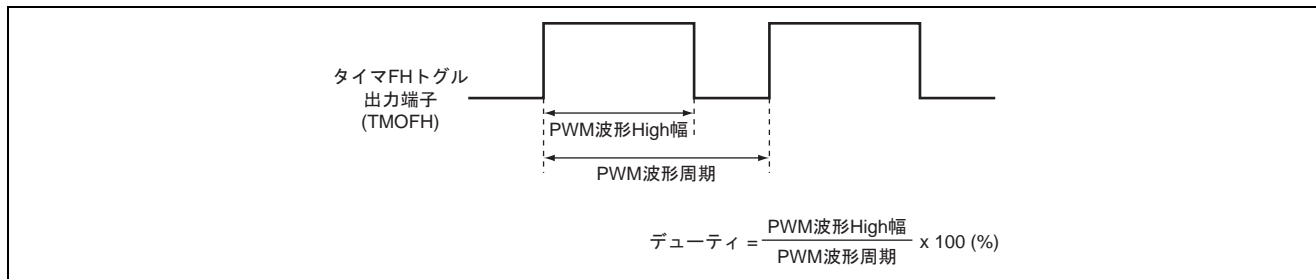 タイマFHトグル
出力端子
(TMOFH)
PWM波形High幅
PWM波形周期
デューティ = PWM波形High幅 / PWM波形周期 x 100 (%)